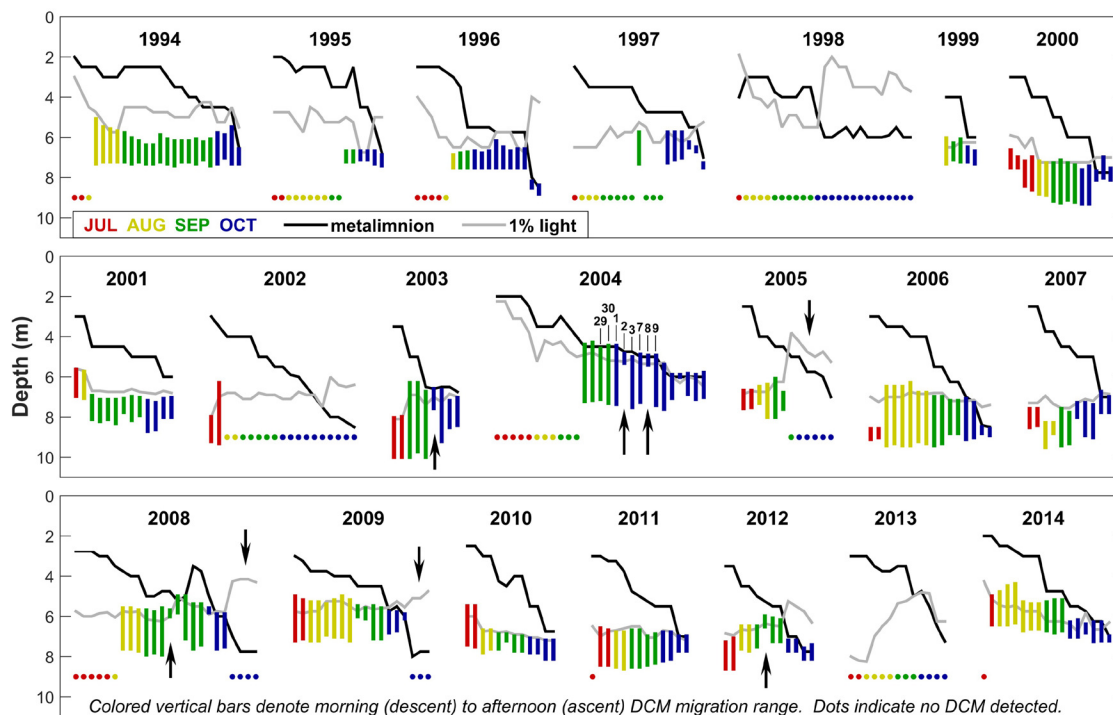 0
2
4
6
8
10
1994 1995 1996 1997 1998 1999 2000
JUL AUG SEP OCT metalimnion 1% light
0
2
4
6
8
10
Depth (m)
2001 2002 2003 2004 2005 2006 2007
29 30 1 2 3 7 8 9
0
2
4
6
8
10
2008 2009 2010 2011 2012 2013 2014
Colored vertical bars denote morning (descent) to afternoon (ascent) DCM migration range. Dots indicate no DCM detected.